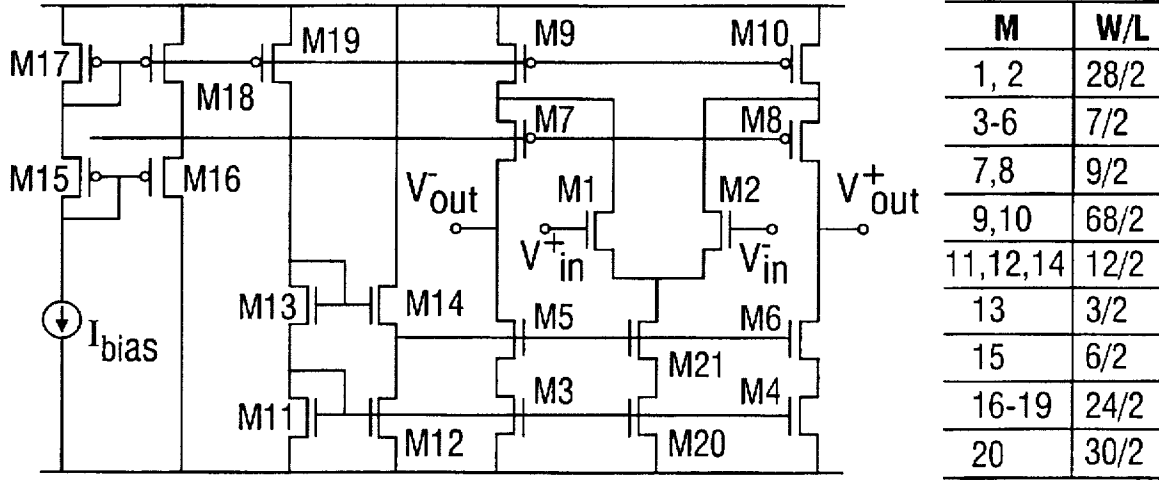 M17
M18
M19
M9
M10
M7
M8
M15
M16
V-out
M1
M2
V+out
V+in
V-in
M13
M14
M5
M6
M21
Ibias
M11
M12
M3
M4
M20
M W/L
1, 2 28/2
3-6 7/2
7,8 9/2
9,10 68/2
11,12,14 12/2
13 3/2
15 6/2
16-19 24/2
20 30/2